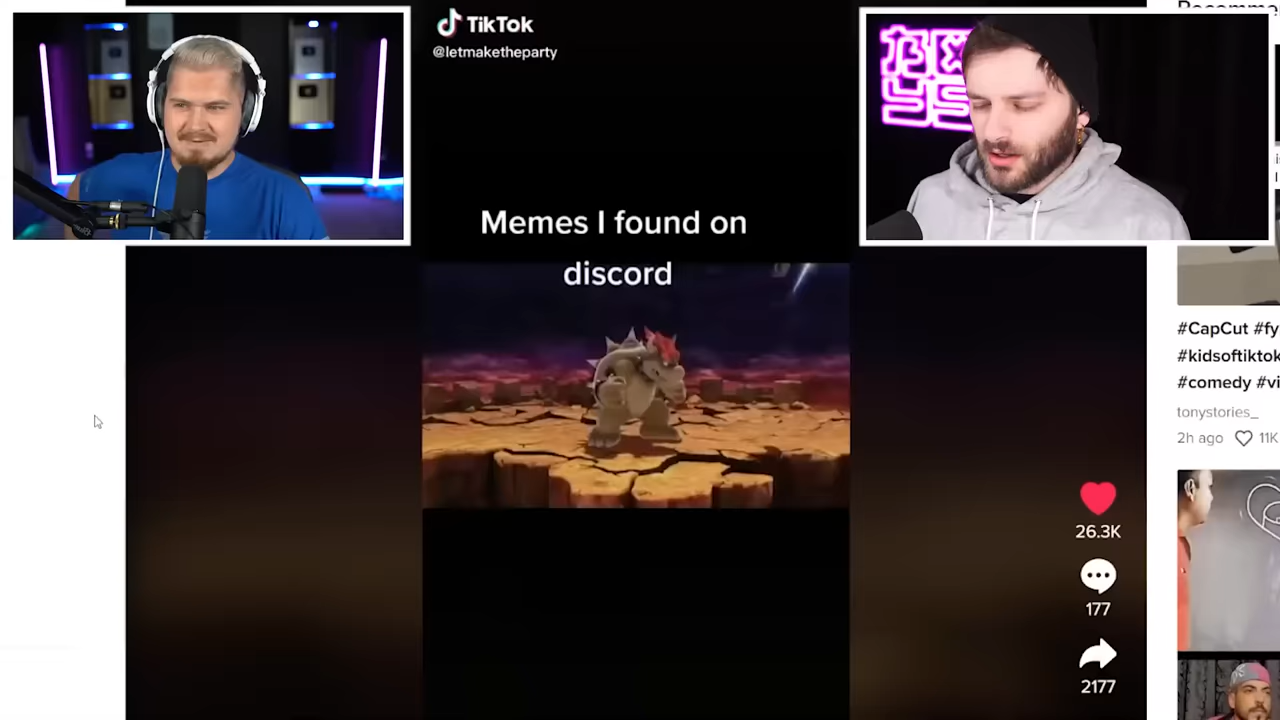 TikTok
@letmaketheparty
Memes I found on
discord
26.3K
177
2177
#CapCut #fy
#kidsoftiktok
#comedy #vi
tonystories_
2h ago 11K